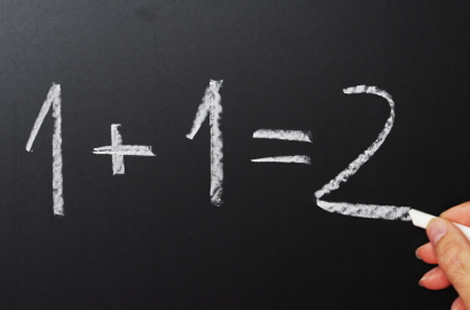 1 + 1 = 2